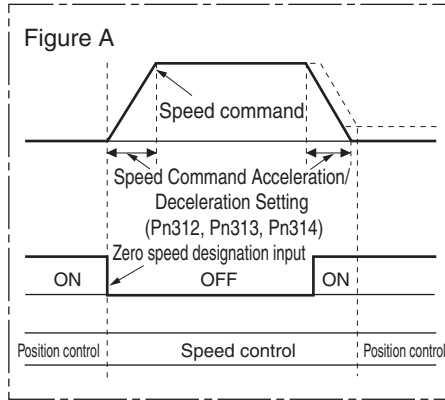 Figure A
Speed command
Speed Command Acceleration/
Deceleration Setting
(Pn312, Pn313, Pn314)
Zero speed designation input
ON
OFF
ON
Position control
Speed control
Position control